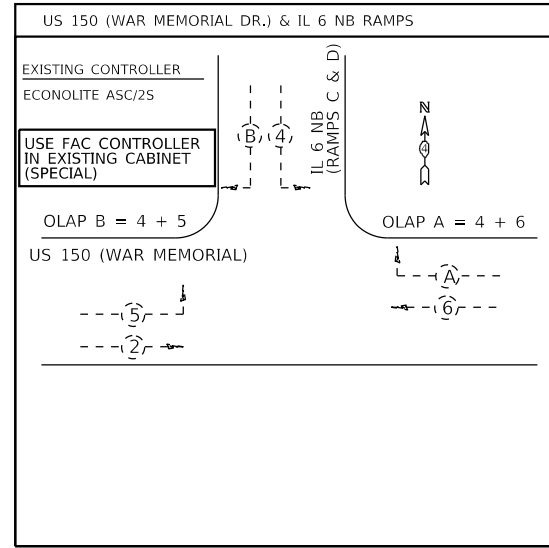 US 150 (WAR MEMORIAL DR.) & IL 6 NB RAMPS
EXISTING CONTROLLER
ECONOLITE ASC/2S
USE FAC CONTROLLER
IN EXISTING CABINET
(SPECIAL)
B
4
IL 6 NB
(RAMPS C & D)
N
4
OLAP B = 4 + 5
OLAP A = 4 + 6
US 150 (WAR MEMORIAL)
A
5
6
2